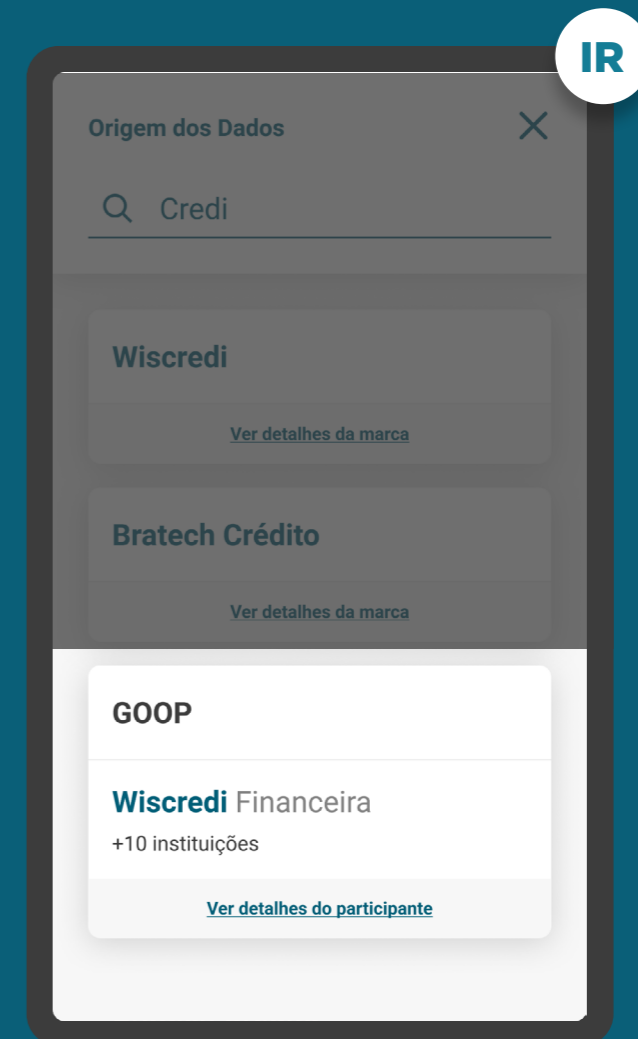 IR
Origem dos Dados
Credi
Wiscredi
Ver detalhes da marca
Bratech Crédito
Ver detalhes da marca
GOOP
Wiscredi Financeira
+10 instituições
Ver detalhes do participante